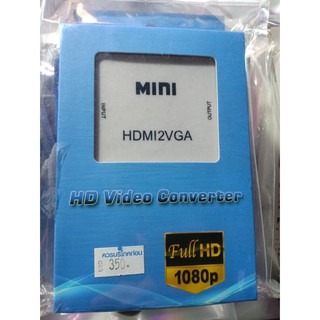 MINI
INPUT
OUTPUT
HDMI2VGA
HD Video Converter
฿ 350.-
Full HD
1080p